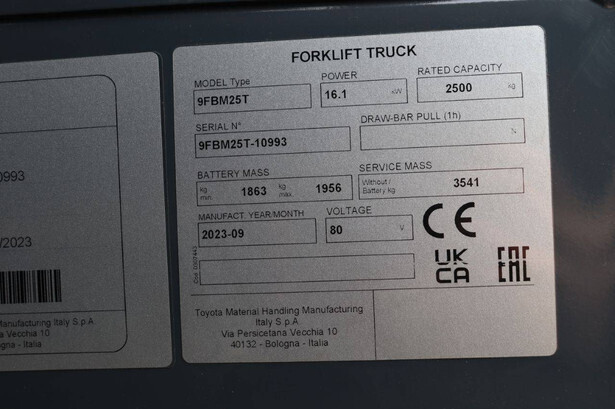 0993
/2023
Manufacturing Italy S.p.A.
a Vecchia 10
ogna - Italia
FORKLIFT TRUCK
MODEL Type
9FBM25T
POWER
16.1 kW
RATED CAPACITY
2500 kg
SERIAL N°
9FBM25T-10993
DRAW-BAR PULL (1h)
N
BATTERY MASS
kg min. 1863 kg max. 1956
SERVICE MASS
Without / Battery kg 3541
MANUFACT. YEAR/MONTH
2023-09
VOLTAGE
80 V
CE
UK
CA
EAC
Toyota Material Handling Manufacturing
Italy S.p.A.
Via Persicetana Vecchia 10
40132 - Bologna - Italia